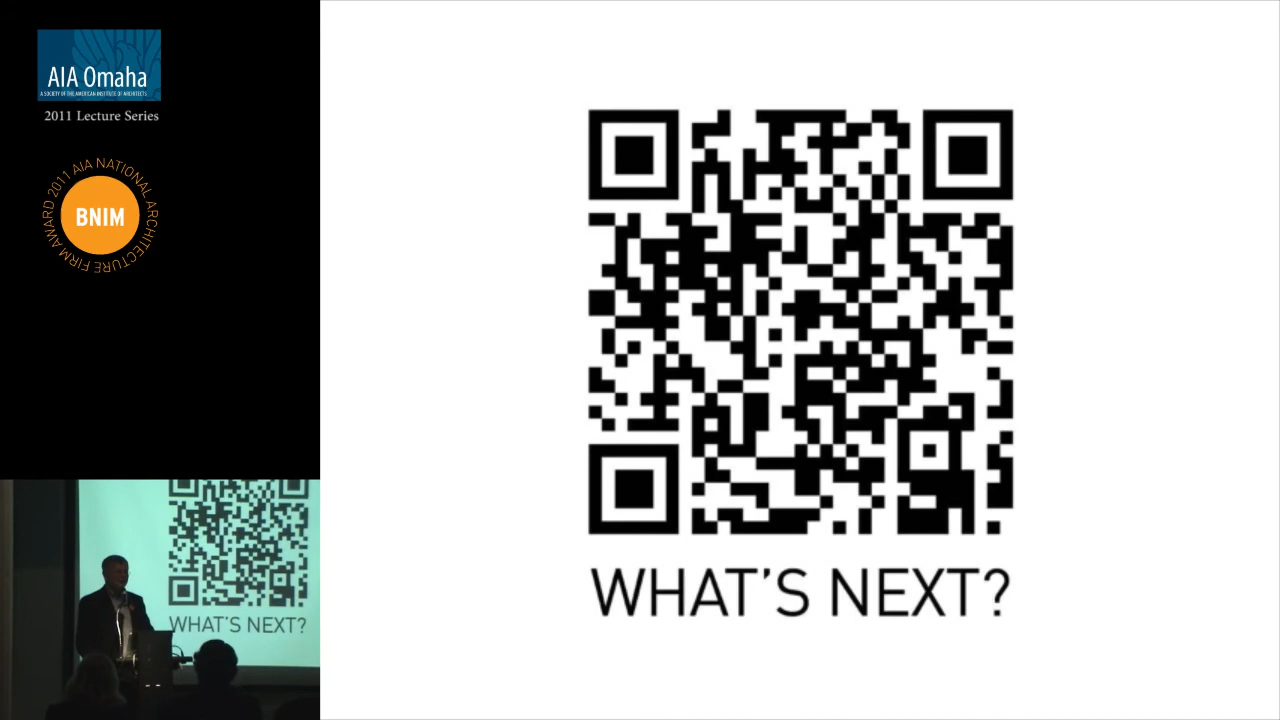 AIA Omaha
A SOCIETY OF THE AMERICAN INSTITUTE OF ARCHITECTS
2011 Lecture Series
2011 AIA NATIONAL ARCHITECTURE FIRM AWARD
BNIM
WHAT'S NEXT?
WHAT'S NEXT?